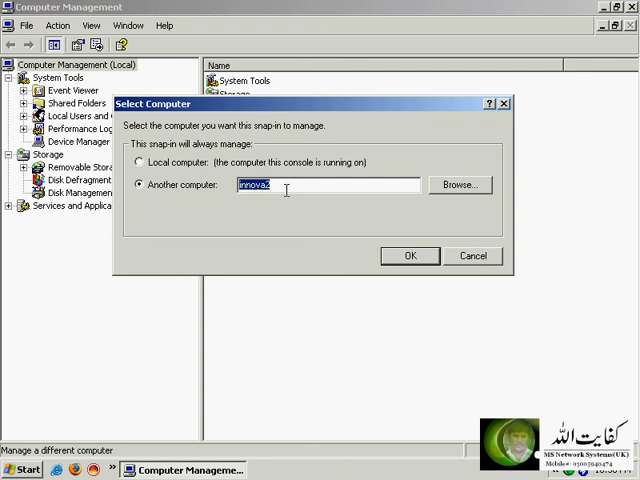 Computer Management
File Action View Window Help
Computer Management (Local)
System Tools
Event Viewer
Shared Folders
Local Users and
Performance Log
Device Manager
Storage
Removable Stora
Disk Defragment
Disk Management
Services and Applica
Name
System Tools
Storage
Select Computer
Select the computer you want this snap-in to manage.
This snap-in will always manage:
Local computer: (the computer this console is running on)
Another computer: innova2 Browse...
OK Cancel
کفایت اللہ
MS Network Systems(UK)
Mobile: 03005040474
Manage a different computer
Start » Computer Manageme...